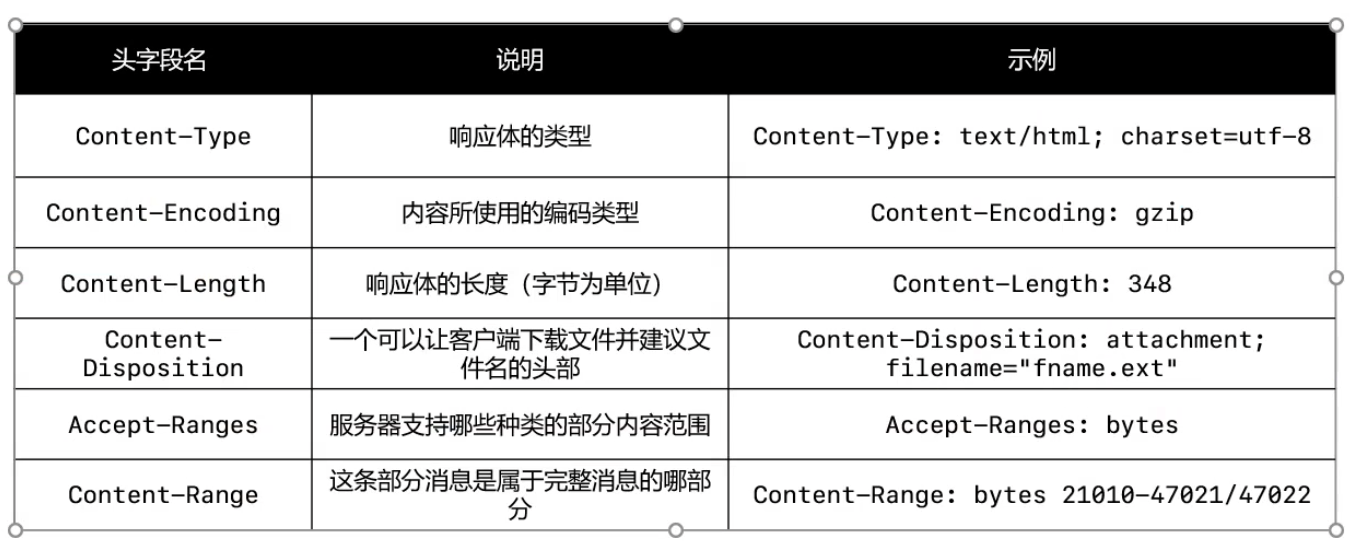 头字段名 说明 示例
Content-Type 响应体的类型 Content-Type: text/html; charset=utf-8
Content-Encoding 内容所使用的编码类型 Content-Encoding: gzip
Content-Length 响应体的长度（字节为单位） Content-Length: 348
Content-
Disposition
一个可以让客户端下载文件并建议文
件名的头部
Content-Disposition: attachment;
filename="fname.ext"
Accept-Ranges 服务器支持哪些种类的部分内容范围 Accept-Ranges: bytes
Content-Range
这条部分消息是属于完整消息的哪部
分
Content-Range: bytes 21010-47021/47022